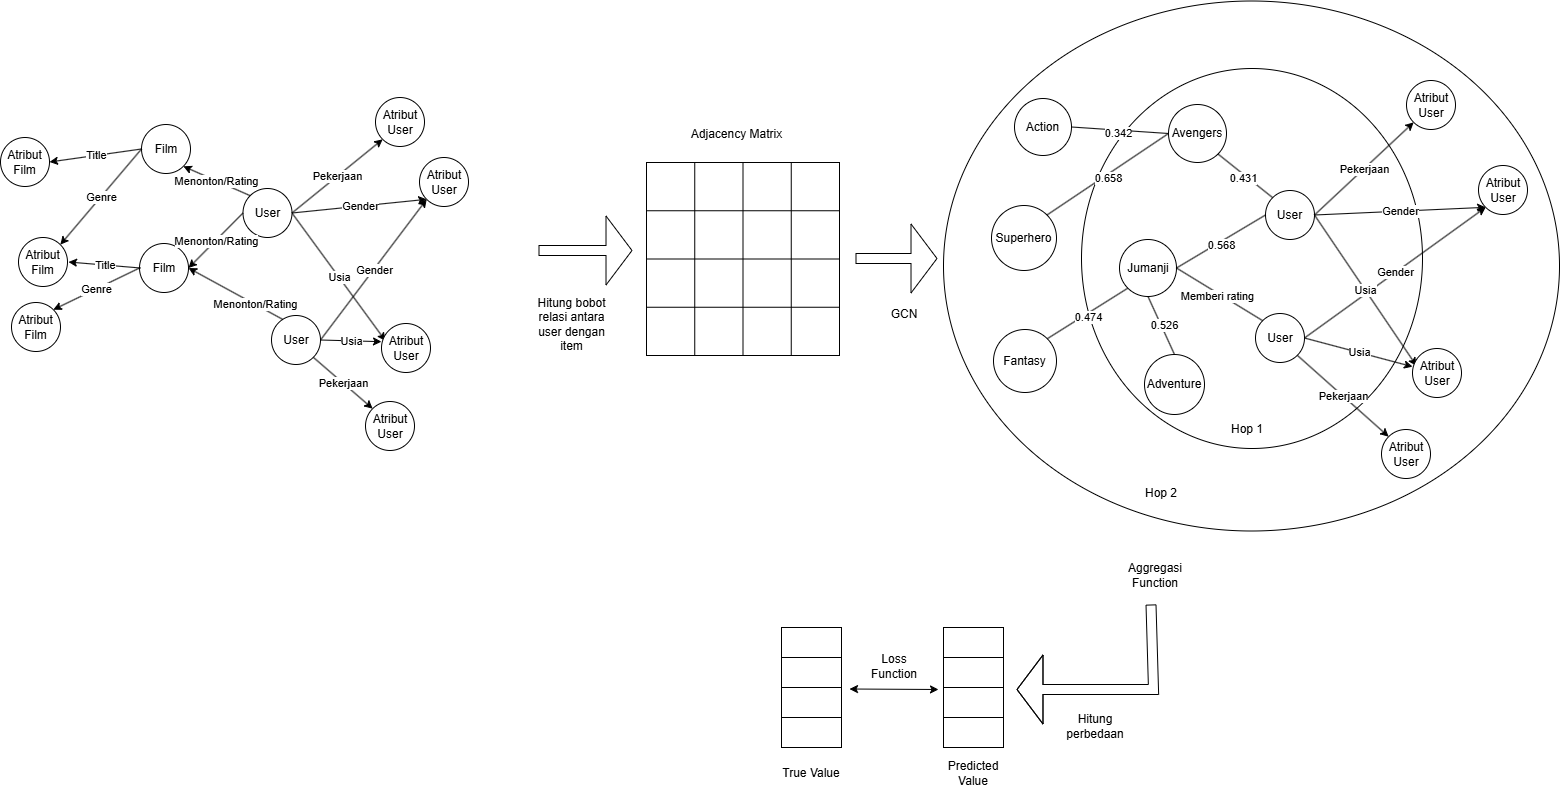 Atribut
Film
Title
Film
Genre
Menonton/Rating
Atribut
User
Pekerjaan
User
Gender
Atribut
User
Menonton/Rating
Atribut
Film
Title
Film
Genre
Atribut
Film
Usia
Gender
Menonton/Rating
User
Usia
Atribut
User
Pekerjaan
Atribut
User
Hitung bobot
relasi antara
user dengan
item
Adjacency Matrix
GCN
Action
0.342
Avengers
0.658
Superhero
0.431
User
Pekerjaan
Atribut
User
Gender
Atribut
User
0.568
Jumanji
Memberi rating
Gender
Usia
0.474
Fantasy
0.526
Adventure
User
Usia
Atribut
User
Pekerjaan
Atribut
User
Hop 1
Hop 2
Aggregasi
Function
Hitung
perbedaan
Loss
Function
True Value
Predicted
Value